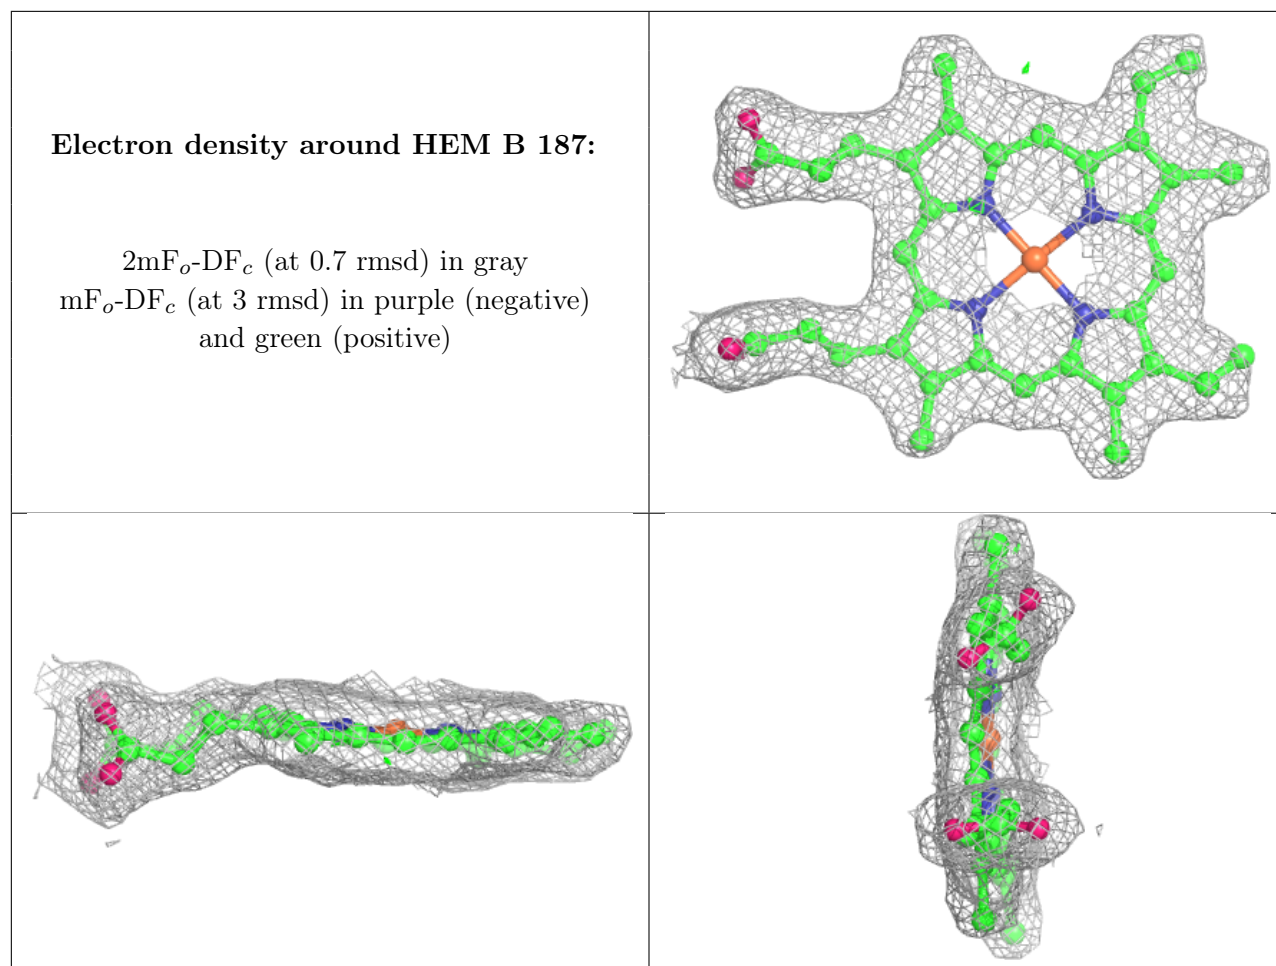 Electron density around HEM B 187:
2mFo-DFc (at 0.7 rmsd) in gray
mFo-DFc (at 3 rmsd) in purple (negative)
and green (positive)